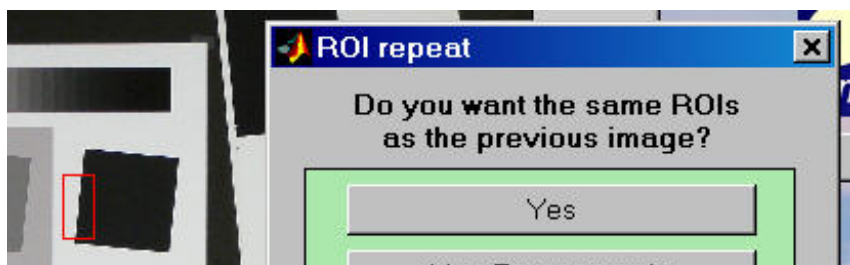 ROI repeat
Do you want the same ROIs
as the previous image?
Yes